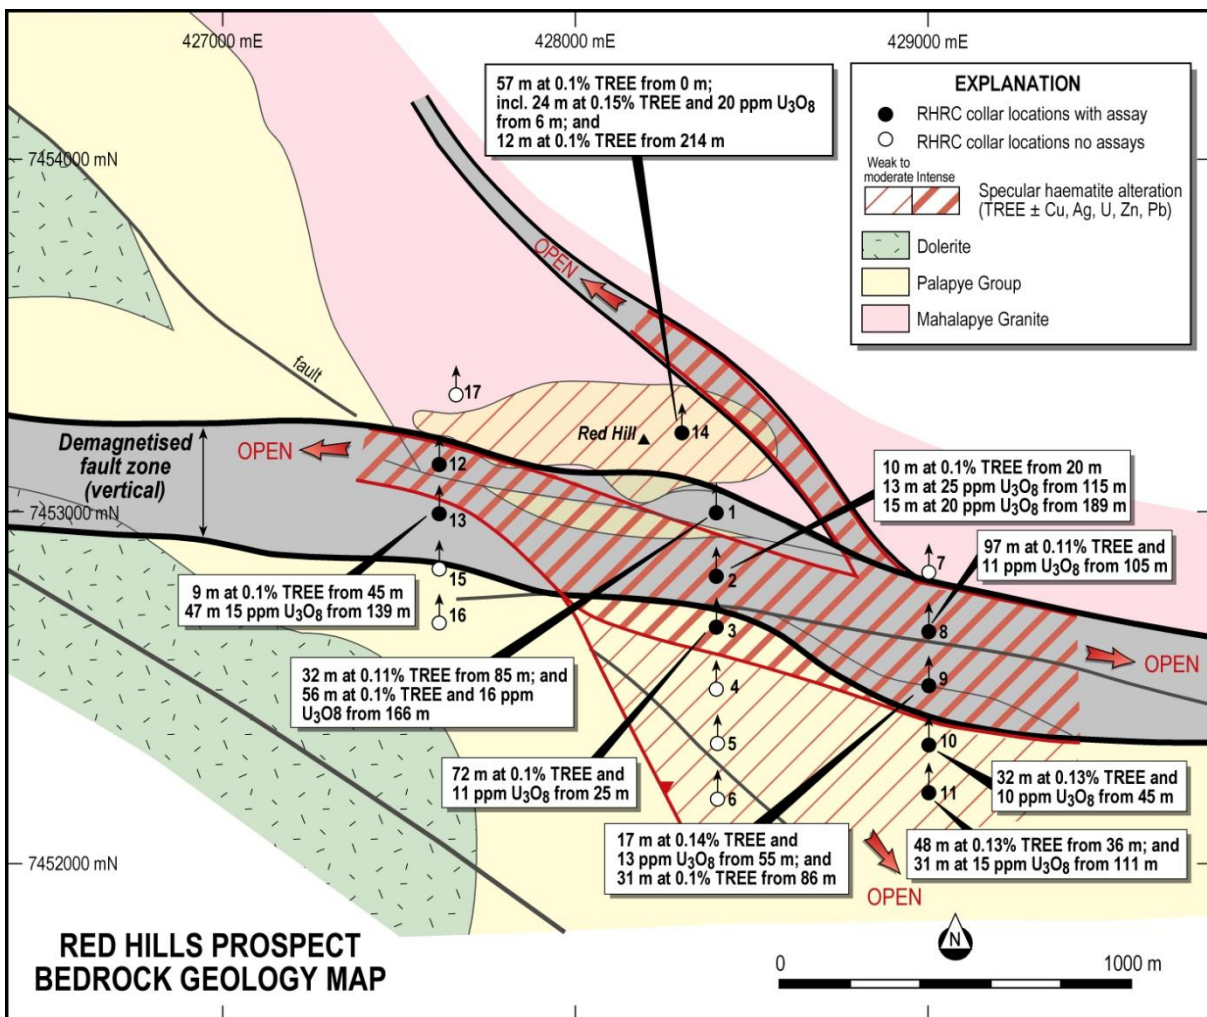 427000 mE
428000 mE
429000 mE
7454000 mN
7453000 mN
7452000 mN
57 m at 0.1% TREE from 0 m;
incl. 24 m at 0.15% TREE and 20 ppm U₃O₈
from 6 m; and
12 m at 0.1% TREE from 214 m
EXPLANATION
RHRC collar locations with assay
RHRC collar locations no assays
Weak to
moderate Intense
Specular haematite alteration
(TREE ± Cu, Ag, U, Zn, Pb)
Dolerite
Palapye Group
Mahalapye Granite
OPEN
fault
17
Red Hill
14
Demagnetised
fault zone
(vertical)
OPEN
12
13
1
2
3
4
5
6
7
8
9
10
11
15
16
10 m at 0.1% TREE from 20 m
13 m at 25 ppm U₃O₈ from 115 m
15 m at 20 ppm U₃O₈ from 189 m
97 m at 0.11% TREE and
11 ppm U₃O₈ from 105 m
9 m at 0.1% TREE from 45 m
47 m 15 ppm U₃O₈ from 139 m
OPEN
32 m at 0.11% TREE from 85 m; and
56 m at 0.1% TREE and 16 ppm
U3O8 from 166 m
72 m at 0.1% TREE and
11 ppm U₃O₈ from 25 m
32 m at 0.13% TREE and
10 ppm U₃O₈ from 45 m
17 m at 0.14% TREE and
13 ppm U₃O₈ from 55 m; and
31 m at 0.1% TREE from 86 m
48 m at 0.13% TREE from 36 m; and
31 m at 15 ppm U₃O₈ from 111 m
OPEN
N
RED HILLS PROSPECT
BEDROCK GEOLOGY MAP
0
1000 m